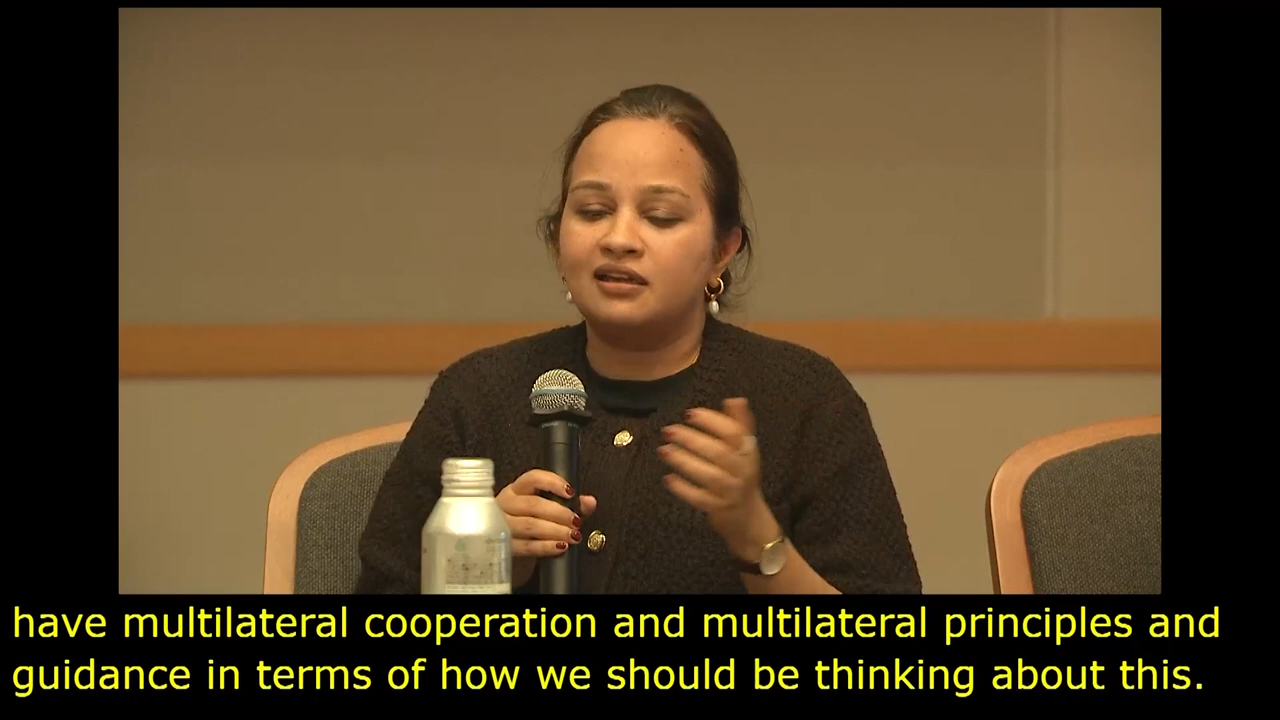 have multilateral cooperation and multilateral principles and
guidance in terms of how we should be thinking about this.